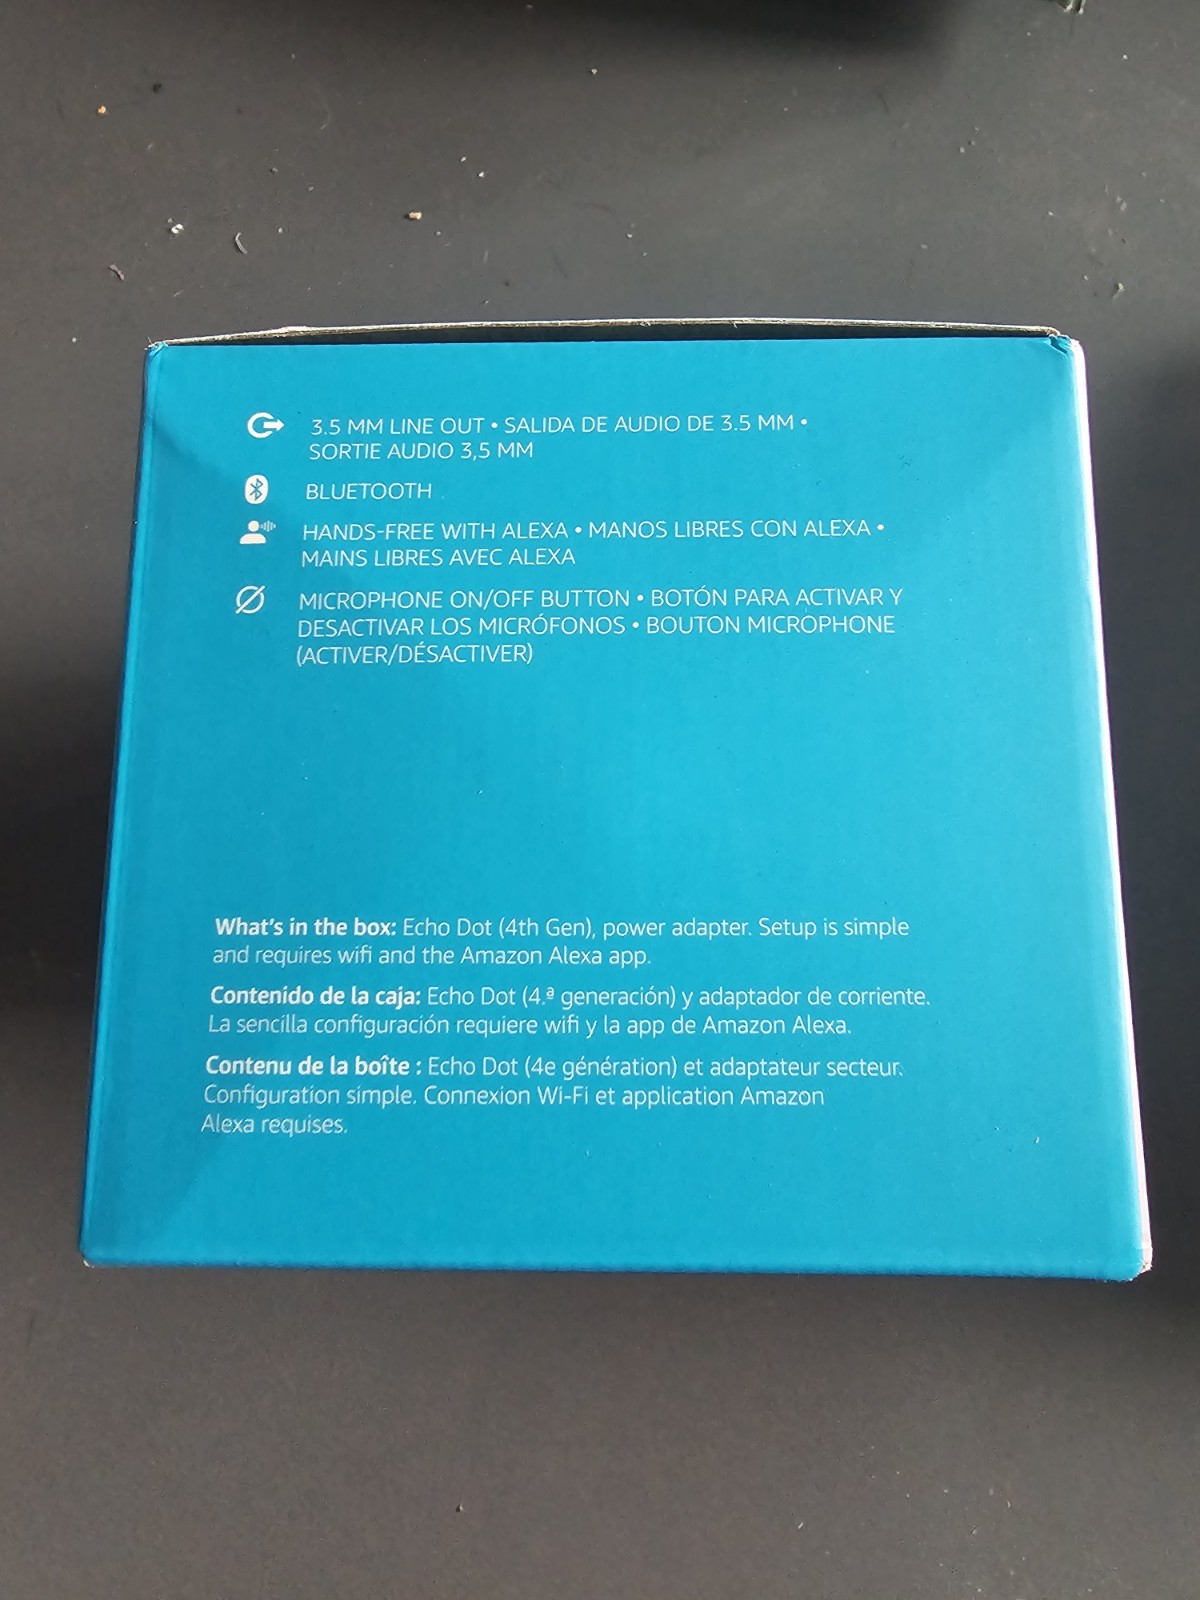 3.5 MM LINE OUT • SALIDA DE AUDIO DE 3.5 MM •
SORTIE AUDIO 3,5 MM
BLUETOOTH
HANDS-FREE WITH ALEXA • MANOS LIBRES CON ALEXA •
MAINS LIBRES AVEC ALEXA
MICROPHONE ON/OFF BUTTON • BOTÓN PARA ACTIVAR Y
DESACTIVAR LOS MICRÓFONOS • BOUTON MICROPHONE
(ACTIVER/DÉSACTIVER)
What's in the box: Echo Dot (4th Gen), power adapter. Setup is simple
and requires wifi and the Amazon Alexa app.
Contenido de la caja: Echo Dot (4.ª generación) y adaptador de corriente.
La sencilla configuración requiere wifi y la app de Amazon Alexa.
Contenu de la boîte : Echo Dot (4e génération) et adaptateur secteur.
Configuration simple. Connexion Wi-Fi et application Amazon
Alexa requises.